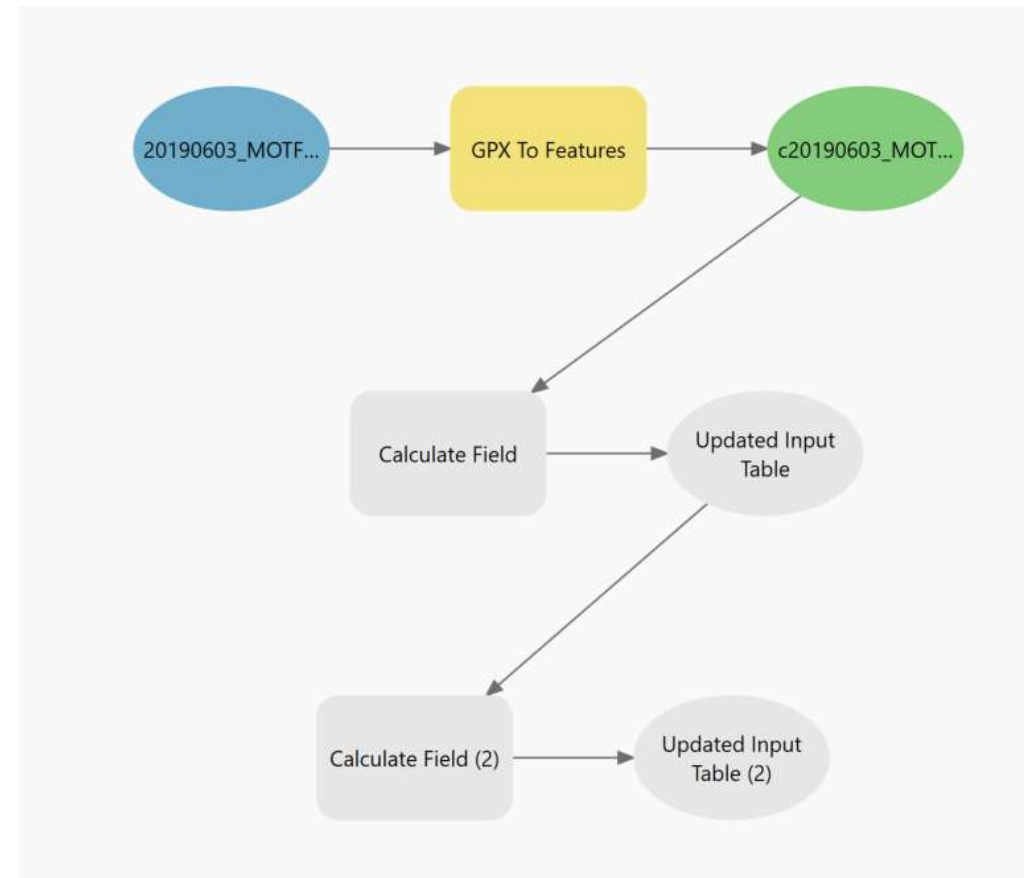 20190603_MOTF...
GPX To Features
c20190603_MOT...
Calculate Field
Updated Input
Table
Calculate Field (2)
Updated Input
Table (2)